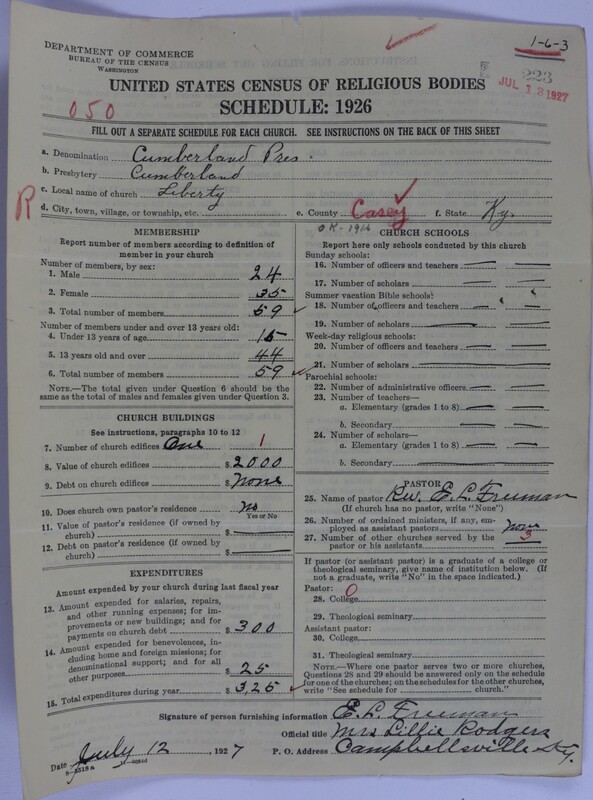 1-6-3
DEPARTMENT OF COMMERCE
BUREAU OF THE CENSUS
WASHINGTON
223
JUL 13 1927
UNITED STATES CENSUS OF RELIGIOUS BODIES
SCHEDULE: 1926
050
FILL OUT A SEPARATE SCHEDULE FOR EACH CHURCH. SEE INSTRUCTIONS ON THE BACK OF THIS SHEET
a. Denomination Cumberland Pres.
b. Presbytery Cumberland
c. Local name of church Liberty
R
d. City, town, village, or township, etc. e. County Casey f. State Ky.
OK-1916
MEMBERSHIP
Report number of members according to definition of
member in your church
Number of members, by sex:
1. Male 24
2. Female 35
3. Total number of members 59
Number of members under and over 13 years old:
4. Under 13 years of age 15
5. 13 years old and over 44
6. Total number of members 59
NOTE.—The total given under Question 6 should be the
same as the total of males and females given under Question 3.
CHURCH BUILDINGS
See instructions, paragraphs 10 to 12
7. Number of church edifices One 1
8. Value of church edifices $2000
9. Debt on church edifices $None
10. Does church own pastor's residence No
Yes or No
11. Value of pastor's residence (if owned by
church) $
12. Debt on pastor's residence (if owned by
church) $
EXPENDITURES
Amount expended by your church during last fiscal year
13. Amount expended for salaries, repairs,
and other running expenses; for im-
provements or new buildings; and for
payments on church debt $300
14. Amount expended for benevolences, in-
cluding home and foreign missions; for
denominational support; and for all
other purposes $25
15. Total expenditures during year $3,25
CHURCH SCHOOLS
Report here only schools conducted by this church
Sunday schools:
16. Number of officers and teachers
17. Number of scholars
Summer vacation Bible schools:
18. Number of officers and teachers
19. Number of scholars
Week-day religious schools:
20. Number of officers and teachers
21. Number of scholars
Parochial schools:
22. Number of administrative officers
23. Number of teachers—
a. Elementary (grades 1 to 8)
b. Secondary
24. Number of scholars—
a. Elementary (grades 1 to 8)
b. Secondary
PASTOR
25. Name of pastor Rev. E. L. Freeman
(If church has no pastor, write "None")
26. Number of ordained ministers, if any, em-
ployed as assistant pastors None
27. Number of other churches served by the
pastor or his assistants 3
If pastor (or assistant pastor) is a graduate of a college or
theological seminary, give name of institution below. (If
not a graduate, write "No" in the space indicated.)
Pastor: 0
28. College
29. Theological seminary
Assistant pastor:
30. College
31. Theological seminary
NOTE.—Where one pastor serves two or more churches,
Questions 28 and 29 should be answered only on the schedule
for one of the churches; on the schedules for the other churches,
write "See schedule for church."
Signature of person furnishing information E. L. Freeman
Official title Mrs Lillie Rodgers
Date July 12, 1927 P. O. Address Campbellsville Ky.